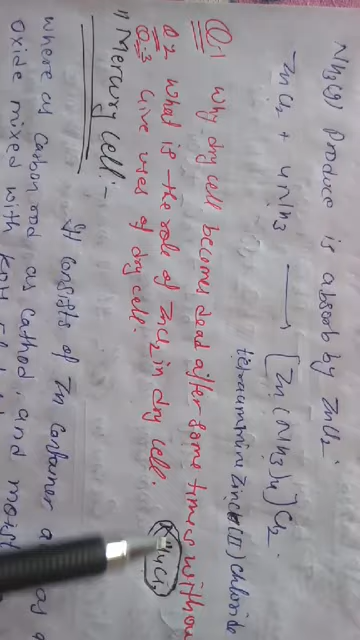 NH3(g) Produce is absorb by ZnCl2
ZnCl2 + 4NH3 ⟶ [Zn(NH3)4]Cl2.
tetraammine Zinc(II) chloride
Q.1 Why dry cell becomes dead after some times without
Q.2 What is the role of ZnCl2 in dry cell.
Q.3 Give uses of dry cell.
"Mercury Cell:-
It consists of Zn Container as
where as Carbon rod as cathod, and moist
oxide mixed with KOH